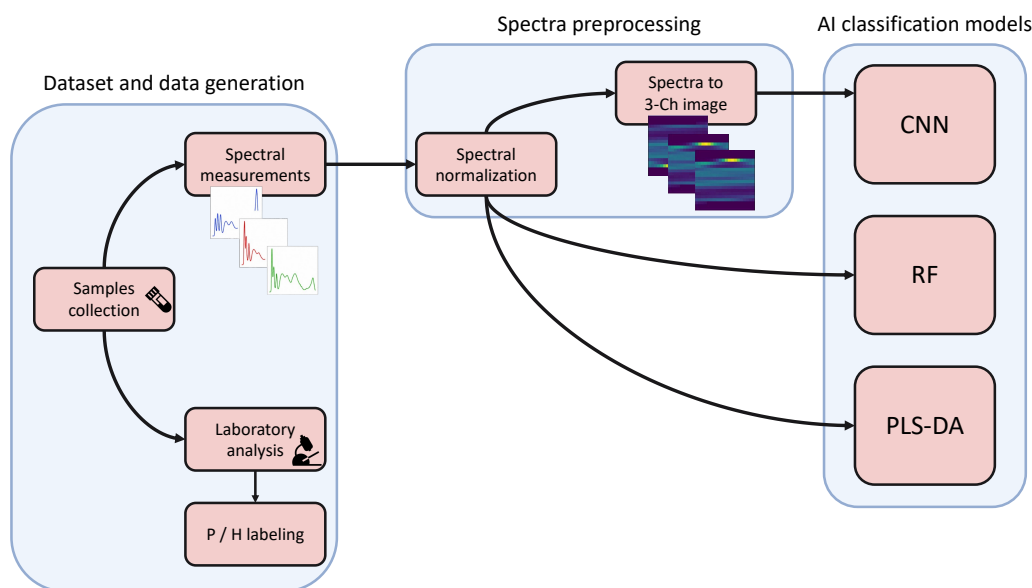 Dataset and data generation
Spectra preprocessing
AI classification models
Samples
collection
Spectral
measurements
Laboratory
analysis
P / H labeling
Spectral
normalization
Spectra to
3-Ch image
CNN
RF
PLS-DA